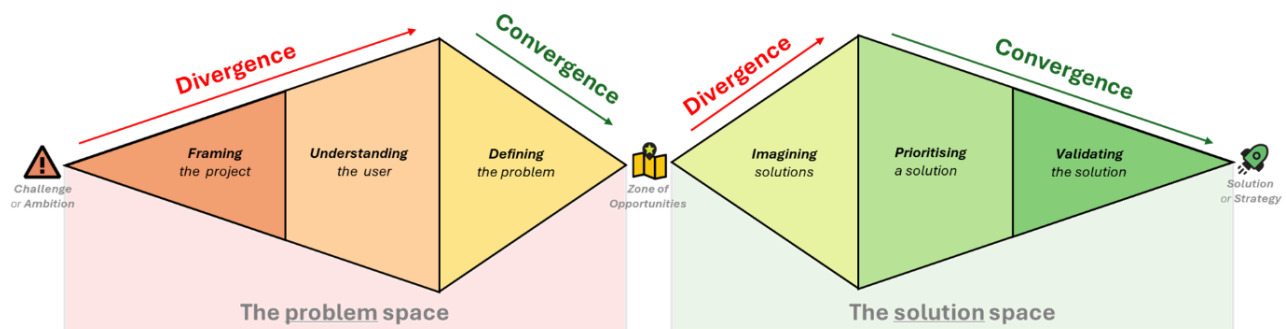 Divergence
Convergence
Divergence
Convergence
Framing
the project
Understanding
the user
Defining
the problem
Imagining
solutions
Prioritising
a solution
Validating
the solution
Challenge
or Ambition
Zone of
Opportunities
Solution
or Strategy
The problem space
The solution space